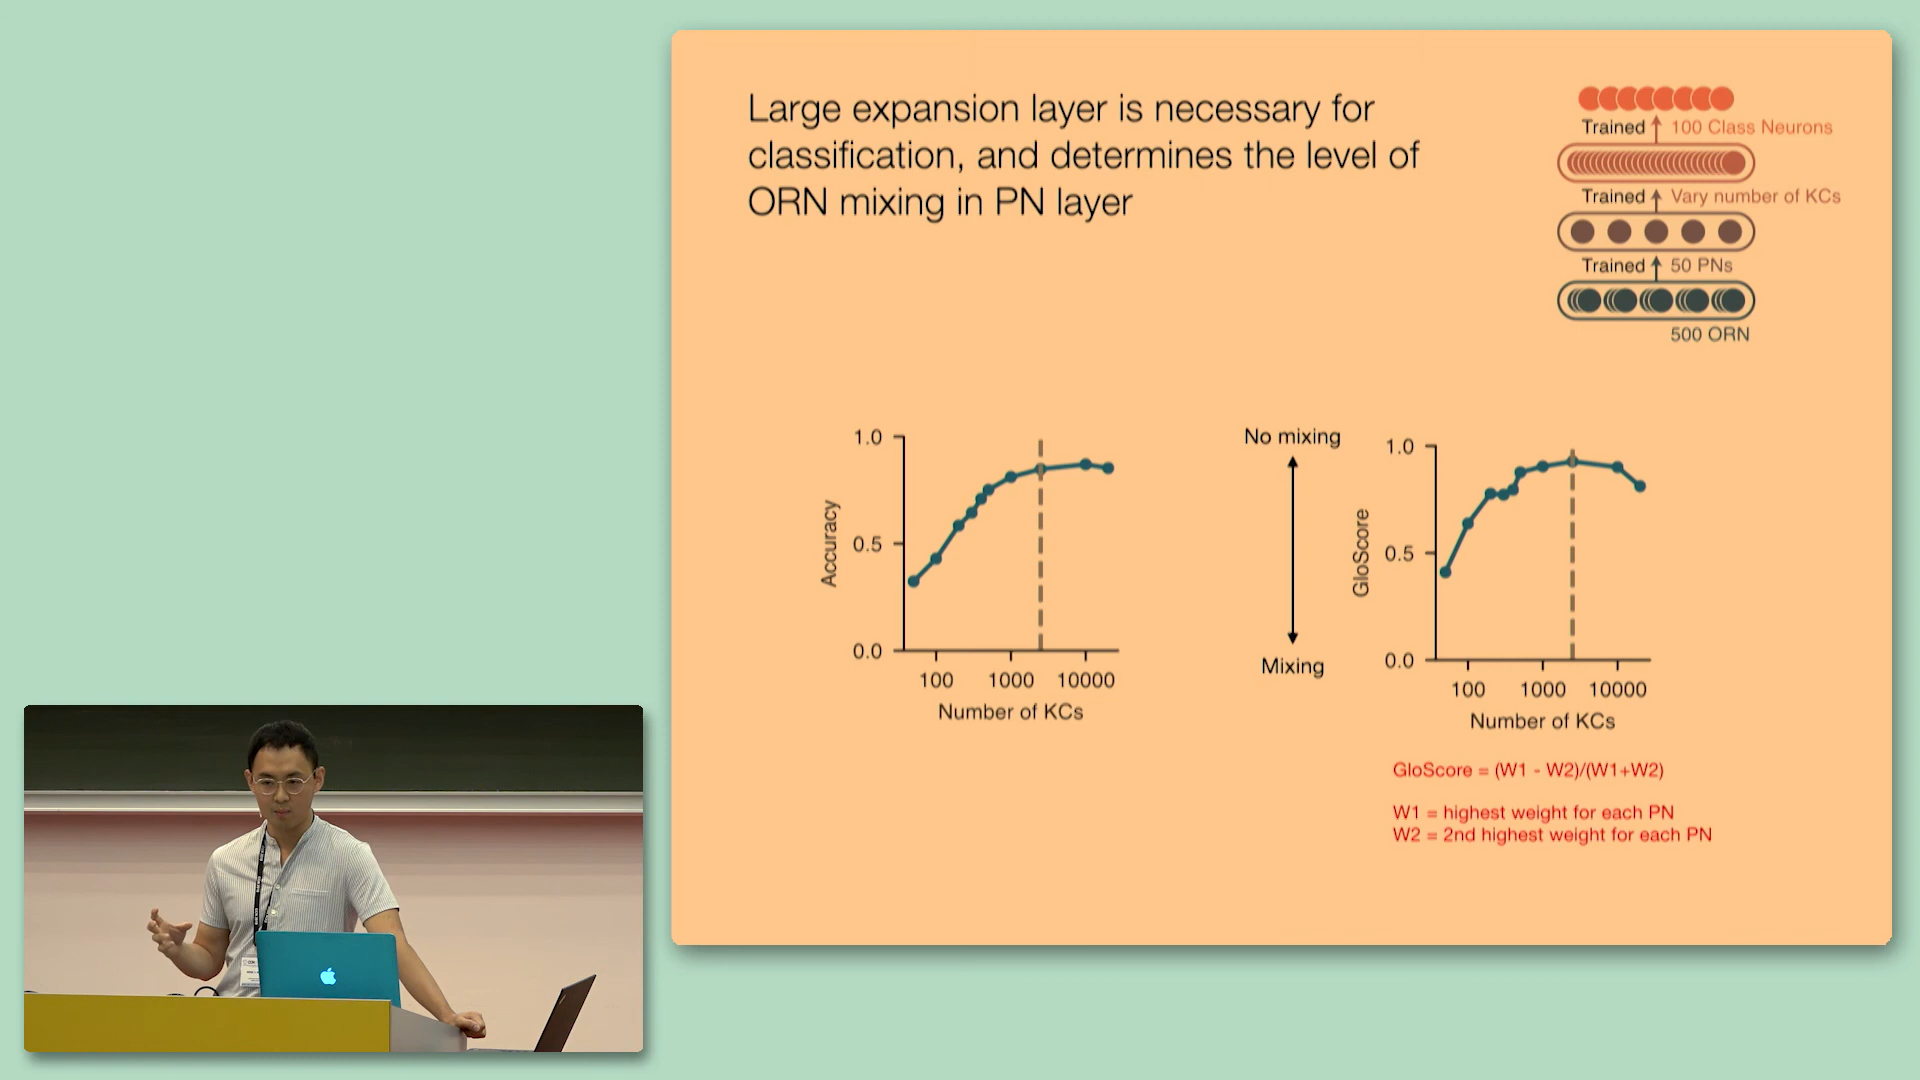 Large expansion layer is necessary for
classification, and determines the level of
ORN mixing in PN layer
Trained
100 Class Neurons
Trained
Vary number of KCs
Trained
50 PNs
500 ORN
1.0
0.5
0.0
Accuracy
100
1000
10000
Number of KCs
No mixing
Mixing
1.0
0.5
0.0
GloScore
100
1000
10000
Number of KCs
GloScore = (W1 - W2)/(W1+W2)
W1 = highest weight for each PN
W2 = 2nd highest weight for each PN